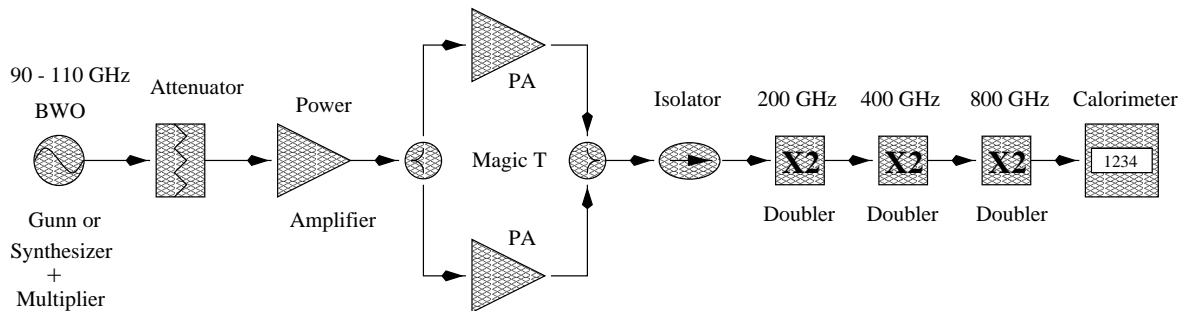 90 - 110 GHz
BWO
Gunn or
Synthesizer
+
Multiplier
Attenuator
Power
Amplifier
PA
Magic T
PA
Isolator
200 GHz
X2
Doubler
400 GHz
X2
Doubler
800 GHz
X2
Doubler
Calorimeter
1234